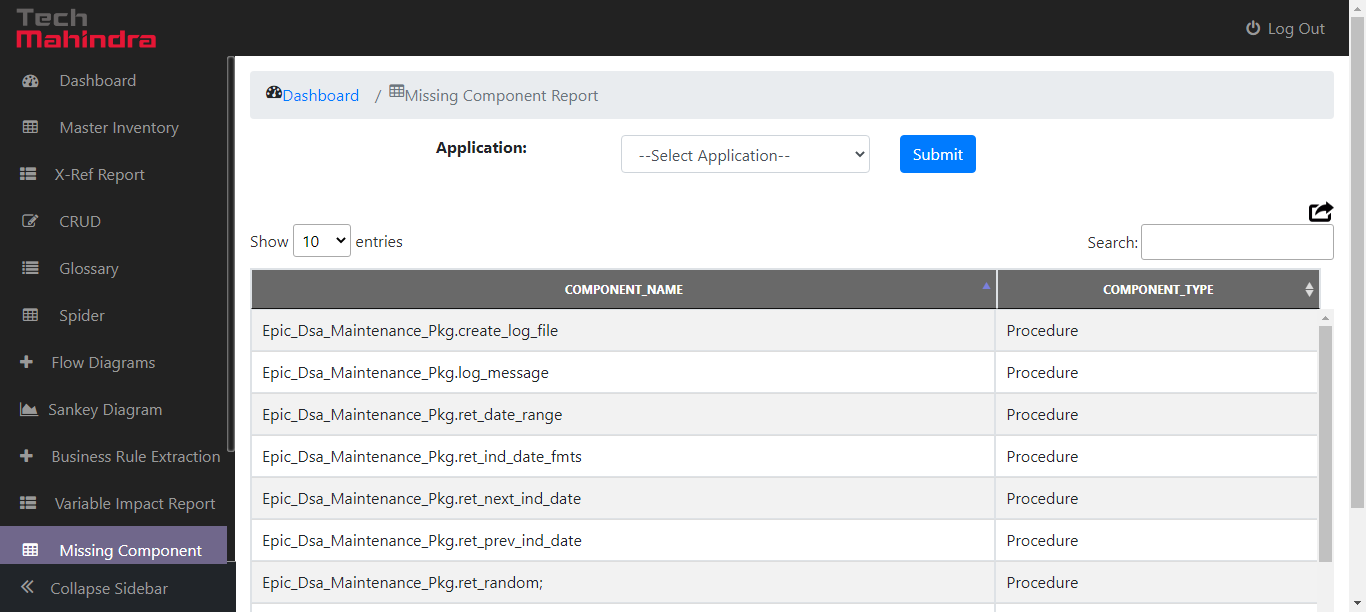 Tech
Mahindra
Log Out
Dashboard
Master Inventory
X-Ref Report
CRUD
Glossary
Spider
Flow Diagrams
Sankey Diagram
Business Rule Extraction
Variable Impact Report
Missing Component
Collapse Sidebar
Dashboard / Missing Component Report
Application: --Select Application-- Submit
Show 10 entries Search:
COMPONENT_NAME COMPONENT_TYPE
Epic_Dsa_Maintenance_Pkg.create_log_file Procedure
Epic_Dsa_Maintenance_Pkg.log_message Procedure
Epic_Dsa_Maintenance_Pkg.ret_date_range Procedure
Epic_Dsa_Maintenance_Pkg.ret_ind_date_fmts Procedure
Epic_Dsa_Maintenance_Pkg.ret_next_ind_date Procedure
Epic_Dsa_Maintenance_Pkg.ret_prev_ind_date Procedure
Epic_Dsa_Maintenance_Pkg.ret_random; Procedure